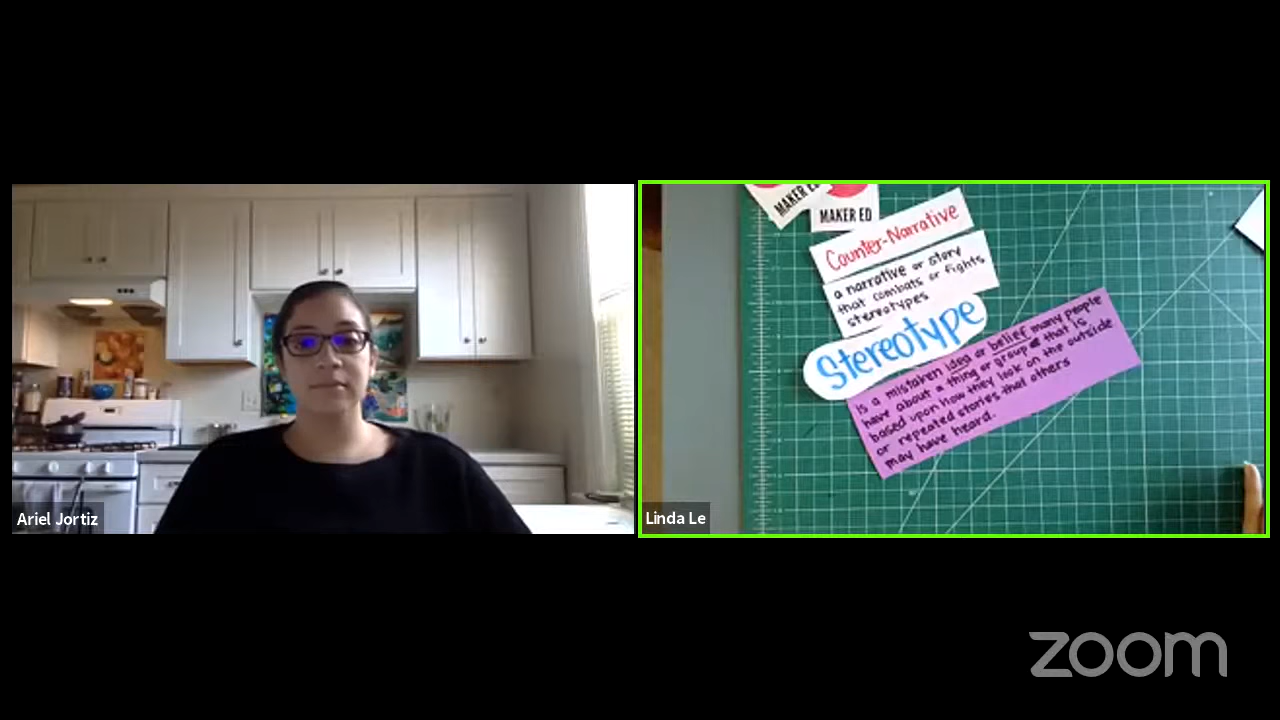 MAKER ED
MAKER ED
Counter-Narrative
a narrative or story
that combats or fights
stereotypes
Stereotype
is a mistaken idea or belief many people
have about a thing or group that is
based upon how they look on the outside
or repeated stories that others
may have heard.
Ariel Jortiz
Linda Le
zoom